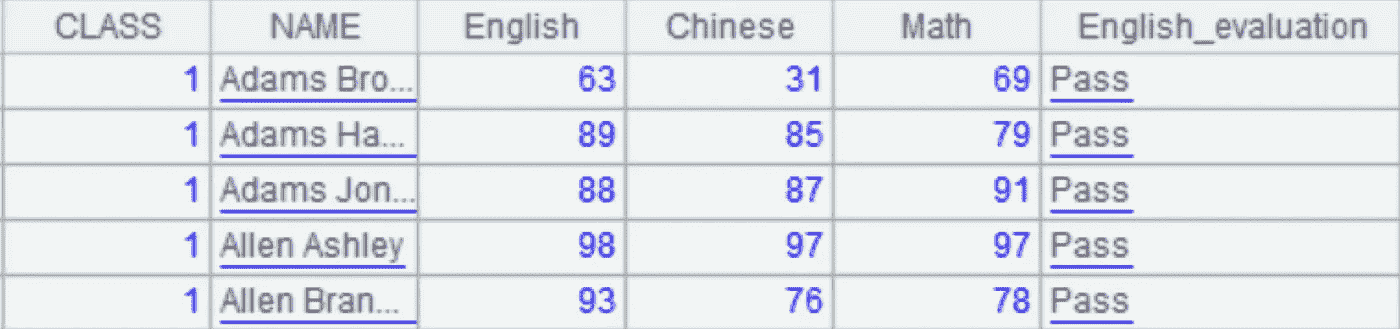 CLASS NAME English Chinese Math English_evaluation
1 Adams Bro... 63 31 69 Pass
1 Adams Ha... 89 85 79 Pass
1 Adams Jon... 88 87 91 Pass
1 Allen Ashley 98 97 97 Pass
1 Allen Bran... 93 76 78 Pass